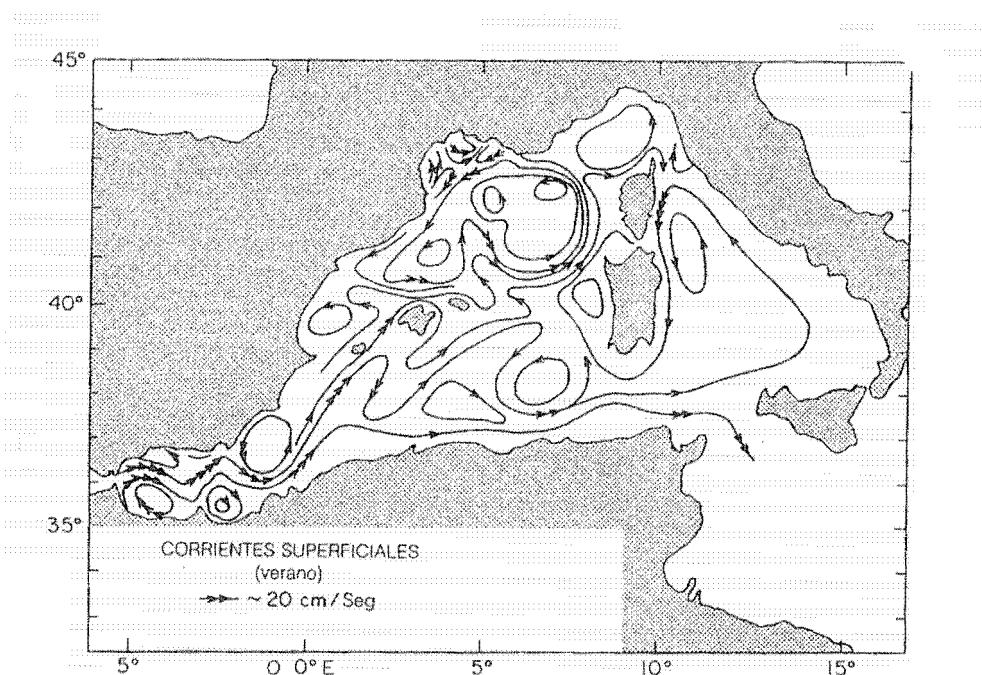 45°
40°
35°
CORRIENTES SUPERFICIALES
(verano)
~ 20 cm/Seg
5° O 0° E 5° 10° 15°